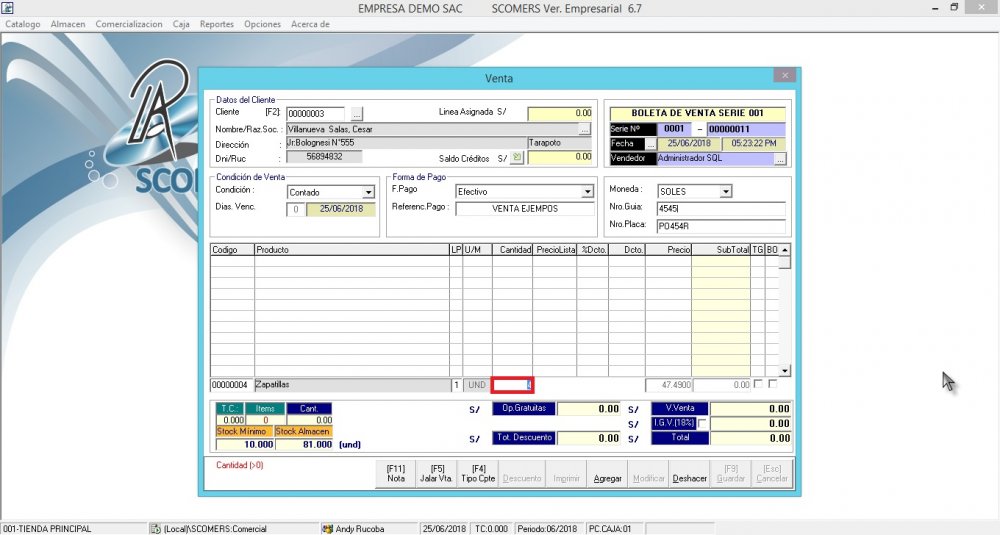 EMPRESA DEMO SAC SCOMERS Ver. Empresarial 6.7
Catalogo Almacen Comercializacion Caja Reportes Opciones Acerca de
SCO
Venta
Datos del Cliente
Cliente [F2]: 00000003 ... Linea Asignada S/ 0.00
Nombre/Raz.Soc. : Villanueva Salas, Cesar ...
Dirección : Jr.Bolognesi N°555 Tarapoto
Dni/Ruc : 56894832 Saldo Créditos S/ 0.00
BOLETA DE VENTA SERIE 001
Serie Nº 0001 - 00000011
Fecha ... 25/06/2018 05:23:22 PM
Vendedor Administrador SQL ...
Condición de Venta
Condición : Contado
Dias. Venc. 0 25/06/2018
Forma de Pago
F.Pago : Efectivo
Referenc.Pago : VENTA EJEMPOS
Moneda : SOLES
Nro.Guia: 4545
Nro.Placa: PO454R
Codigo Producto LP U/M Cantidad PrecioLista %Dcto. Dcto. Precio SubTotal TG BO
00000004 Zapatillas 1 UND 47.4900 0.00
T.C.: Items Cant. S/ Op.Gratuitas 0.00 S/ V.Venta 0.00
0.000 0 0.00 S/ I.G.V.(18%) 0.00
Stock Mínimo Stock Almacen S/ Tot. Descuento 0.00 S/ Total 0.00
10.000 81.000 (und)
Cantidad (>0)
[F11] Nota [F5] Jalar Vta. [F4] Tipo Cpte Descuento Imprimir Agregar Modificar Deshacer [F9] Guardar [Esc] Cancelar
001-TIENDA PRINCIPAL (Local)\SCOMERS:Comercial Andy Rucoba 25/06/2018 TC:0.000 Periodo:06/2018 PC.CAJA:01